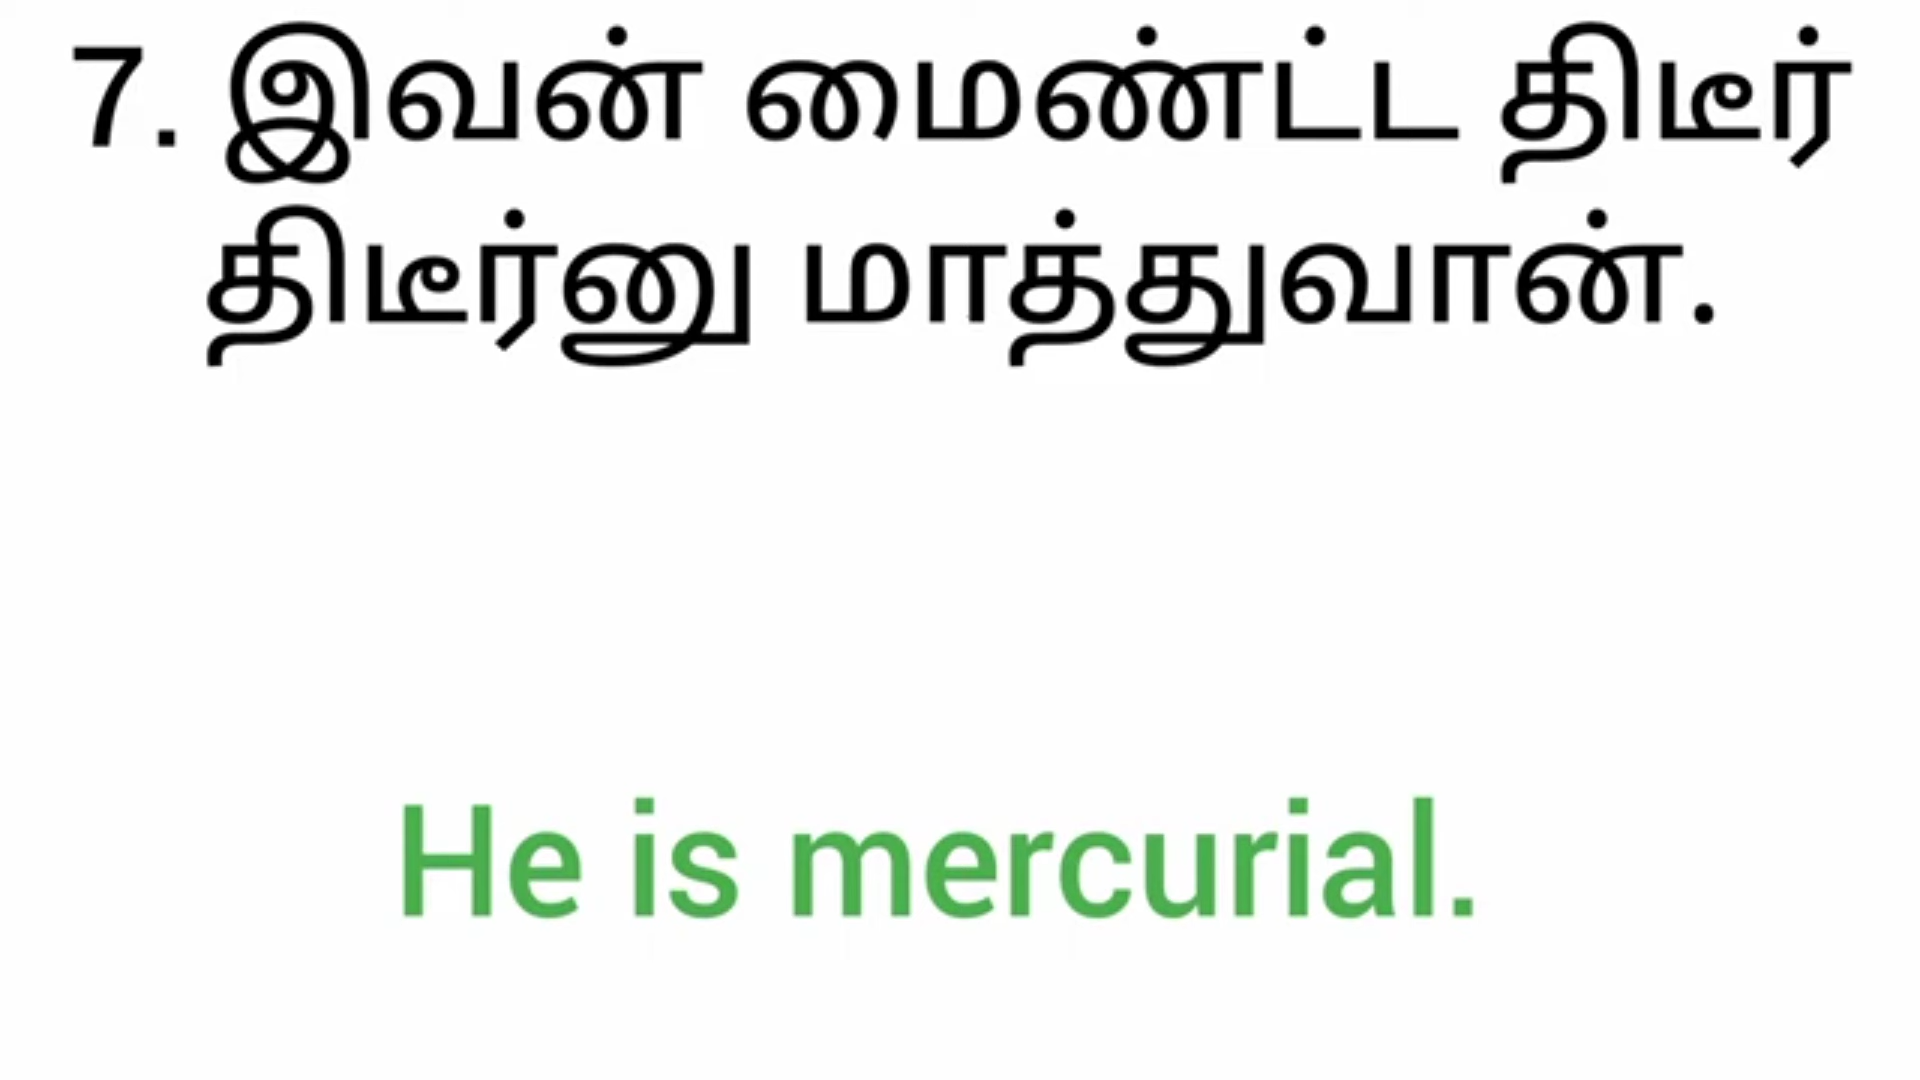 7. இவன் மைண்ட்ட திடீர்
திடீர்னு மாத்துவான்.
He is mercurial.